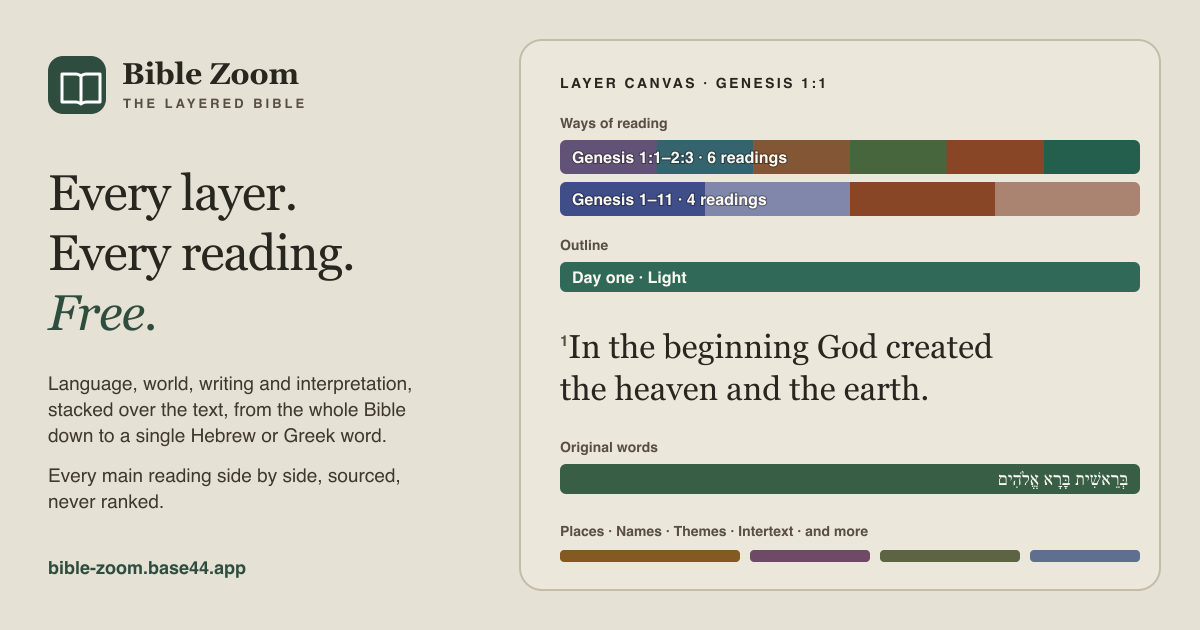 Bible Zoom
THE LAYERED BIBLE
Every layer.
Every reading.
Free.
Language, world, writing and interpretation,
stacked over the text, from the whole Bible
down to a single Hebrew or Greek word.
Every main reading side by side, sourced,
never ranked.
bible-zoom.base44.app
LAYER CANVAS · GENESIS 1:1
Ways of reading
Genesis 1:1–2:3 · 6 readings
Genesis 1–11 · 4 readings
Outline
Day one · Light
¹In the beginning God created
the heaven and the earth.
Original words
בְּרֵאשִׁית בָּרָא אֱלֹהִים
Places · Names · Themes · Intertext · and more